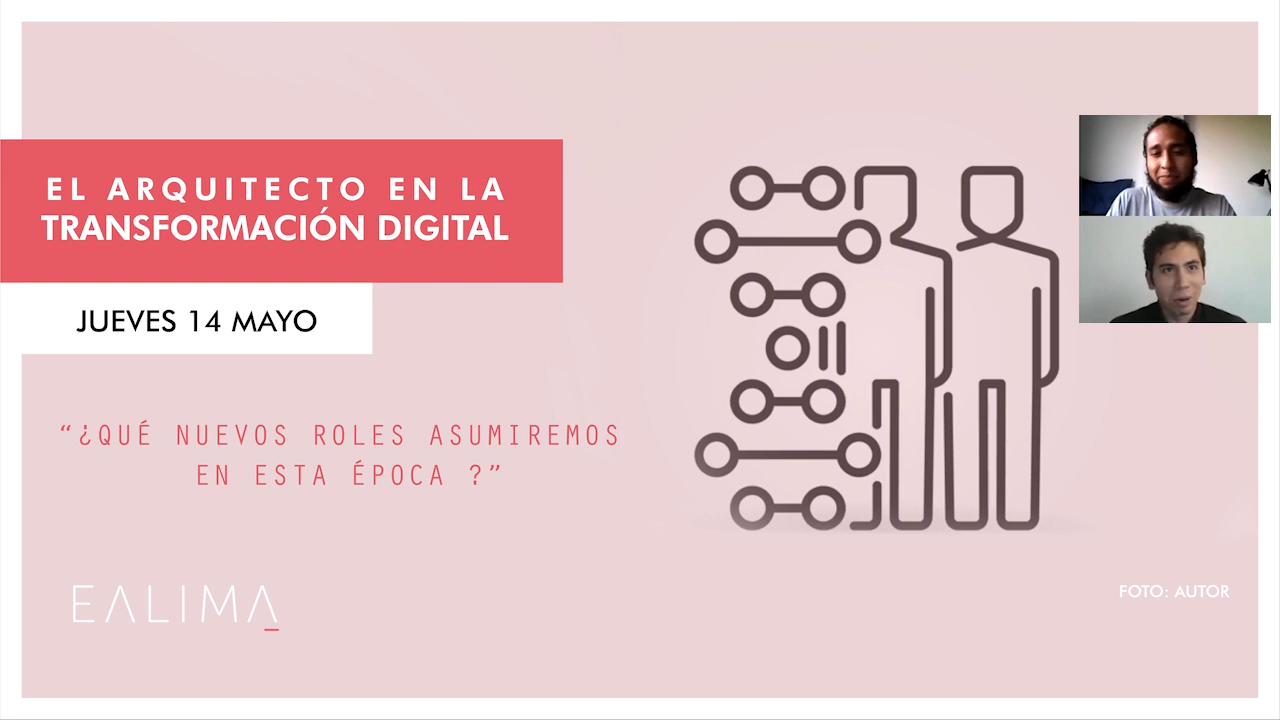 EL ARQUITECTO EN LA
TRANSFORMACIÓN DIGITAL
JUEVES 14 MAYO
“¿QUÉ NUEVOS ROLES ASUMIREMOS
EN ESTA ÉPOCA ?”
EALIMA
FOTO: AUTOR